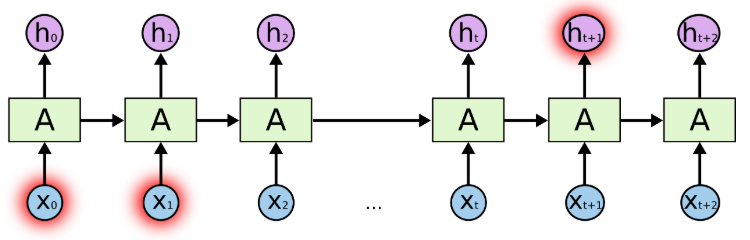 h₀ h₁ h₂ hₜ hₜ₊₁ hₜ₊₂
A A A A A A
x₀ x₁ x₂ ... xₜ xₜ₊₁ xₜ₊₂